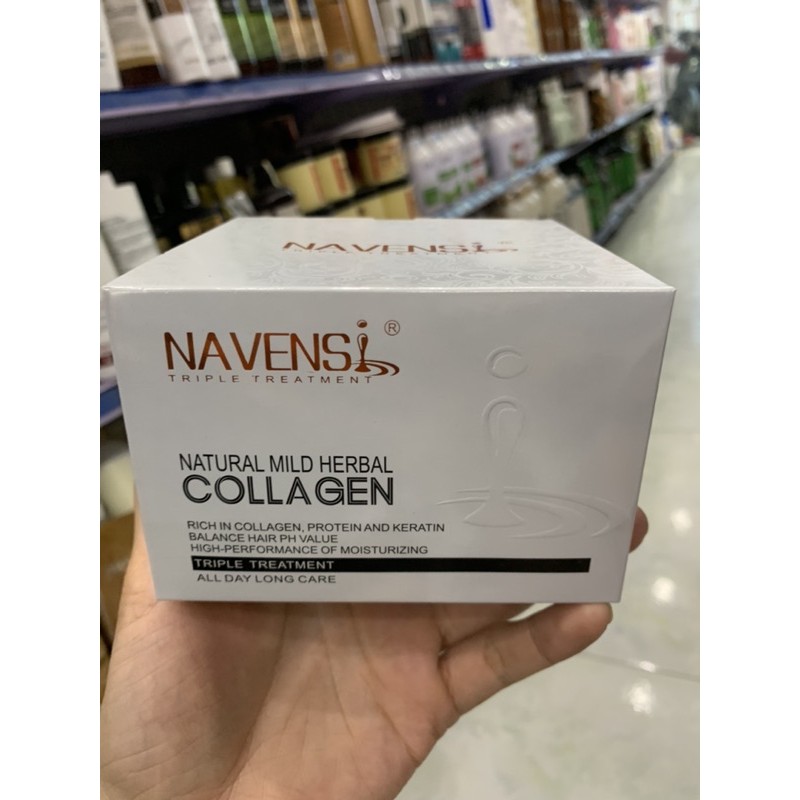 NAVENSi
NAVENSi®
TRIPLE TREATMENT
NATURAL MILD HERBAL
COLLAGEN
RICH IN COLLAGEN, PROTEIN AND KERATIN
BALANCE HAIR PH VALUE
HIGH-PERFORMANCE OF MOISTURIZING
TRIPLE TREATMENT
ALL DAY LONG CARE